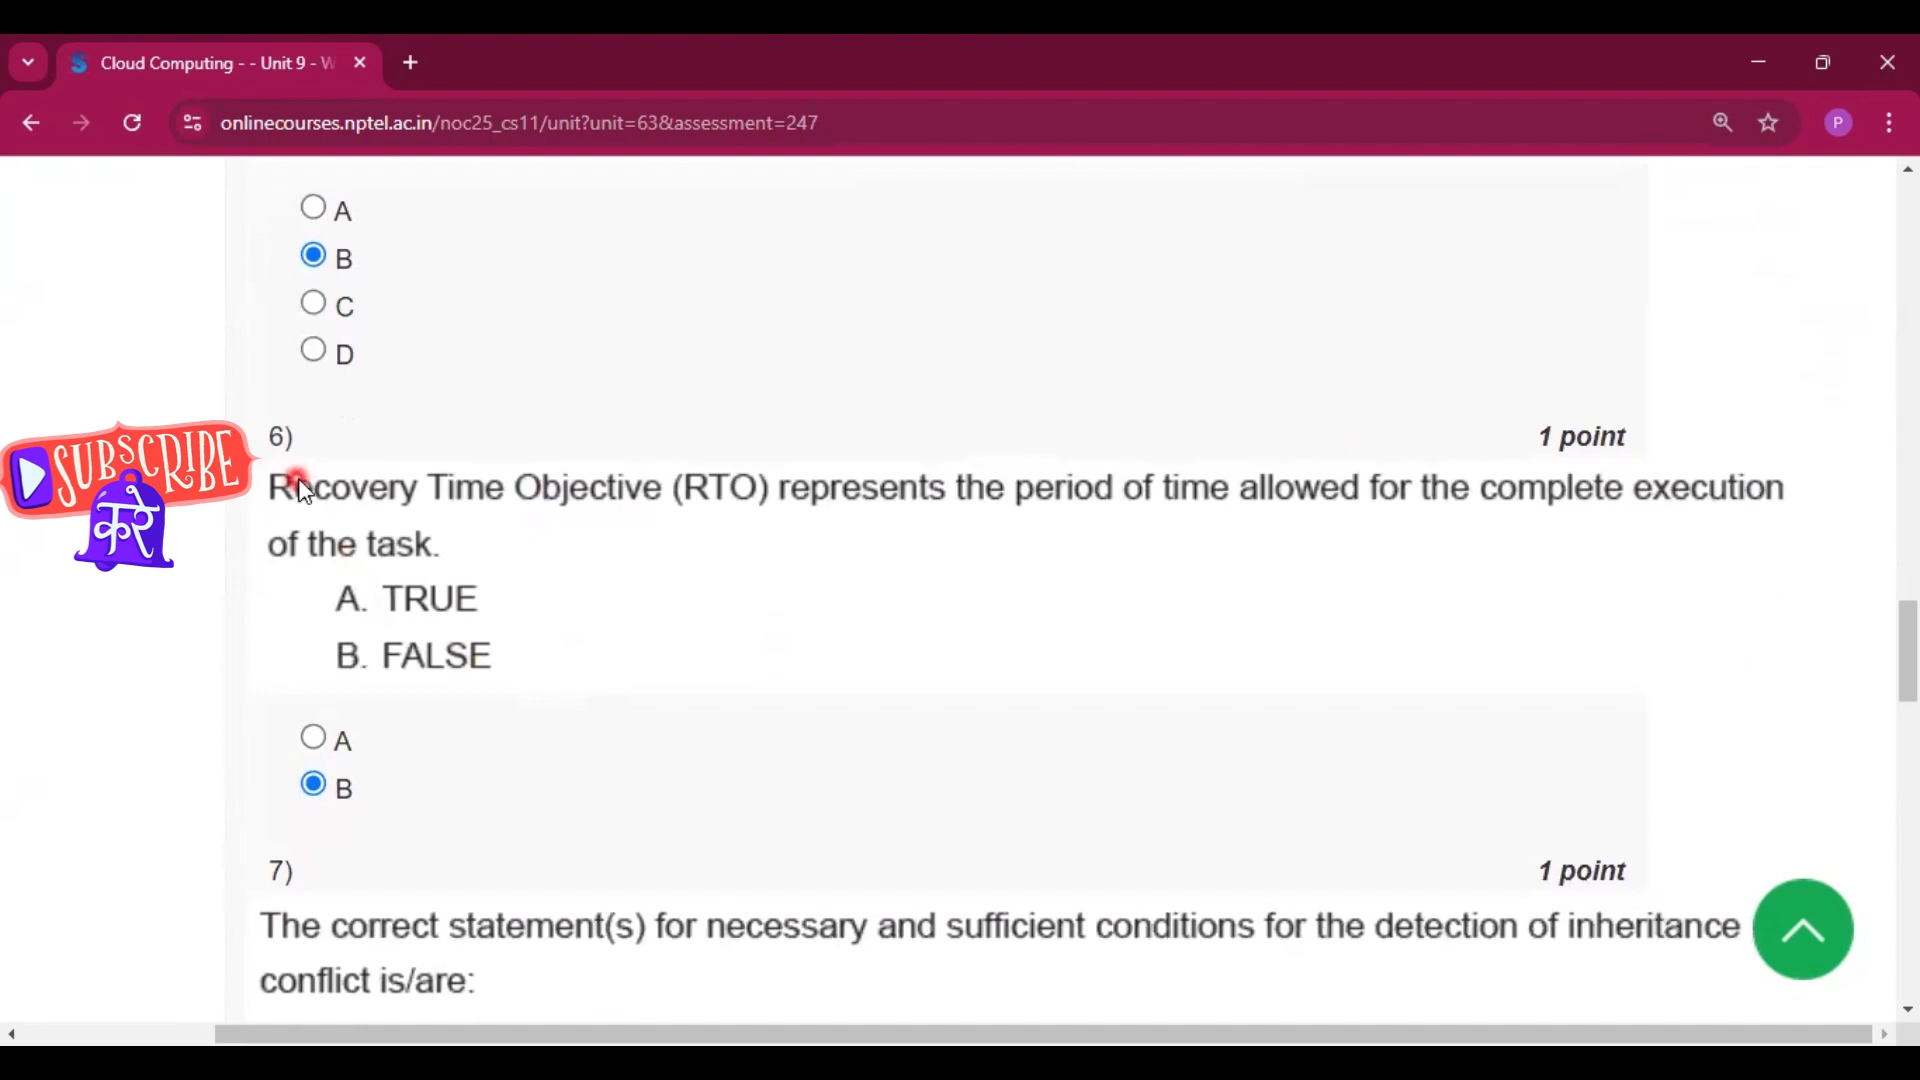 Cloud Computing - - Unit 9 - W
onlinecourses.nptel.ac.in/noc25_cs11/unit?unit=63&assessment=247
P
A
B
C
D
SUBSCRIBE
करे
6)
1 point
Recovery Time Objective (RTO) represents the period of time allowed for the complete execution
of the task.
A. TRUE
B. FALSE
A
B
7)
1 point
The correct statement(s) for necessary and sufficient conditions for the detection of inheritance
conflict is/are: